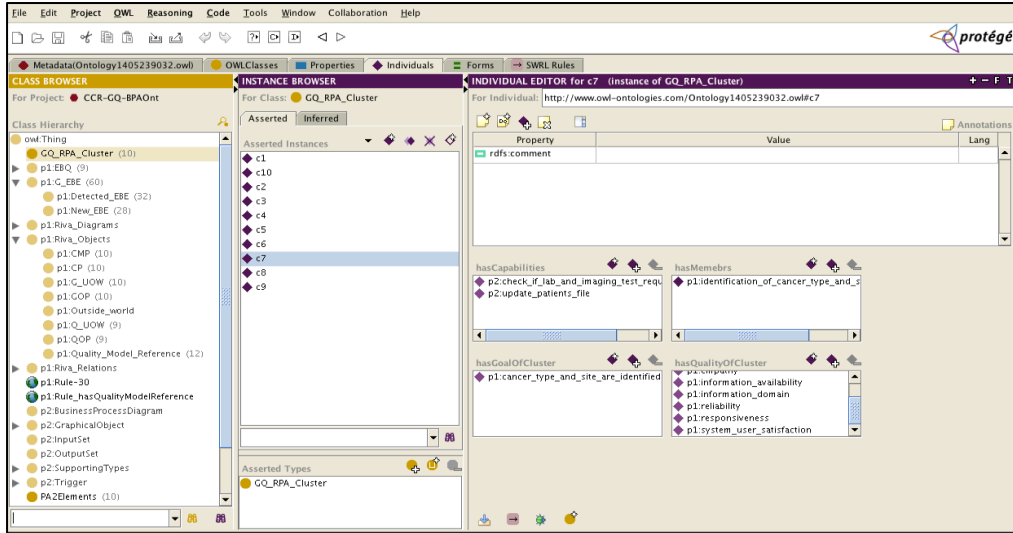 File Edit Project OWL Reasoning Code Tools Window Collaboration Help
protégé
Metadata(Ontology1405239032.owl) OWLClasses Properties Individuals Forms SWRL Rules
CLASS BROWSER
For Project: CCR-GQ-BPAOnt
Class Hierarchy
owl:Thing
GQ_RPA_Cluster (10)
p1:EBQ (9)
p1:G_EBE (60)
p1:Detected_EBE (32)
p1:New_EBE (28)
p1:Riva_Diagrams
p1:Riva_Objects
p1:CMP (10)
p1:CP (10)
p1:G_UOW (10)
p1:GOP (10)
p1:Outside_world
p1:Q_UOW (9)
p1:QOP (9)
p1:Quality_Model_Reference (12)
p1:Riva_Relations
p1:Rule-30
p1:Rule_hasQualityModelReference
p2:BusinessProcessDiagram
p2:GraphicalObject
p2:InputSet
p2:OutputSet
p2:SupportingTypes
p2:Trigger
PA2Elements (10)
INSTANCE BROWSER
For Class: GQ_RPA_Cluster
Asserted Inferred
Asserted Instances
c1
c10
c2
c3
c4
c5
c6
c7
c8
c9
Asserted Types
GQ_RPA_Cluster
INDIVIDUAL EDITOR for c7 (instance of GQ_RPA_Cluster) + - F T
For Individual: http://www.owl-ontologies.com/Ontology1405239032.owl#c7
Annotations
Property Value Lang
rdfs:comment
hasCapabilities
p2:check_if_lab_and_imaging_test_requ
p2:update_patients_file
hasMemebrs
p1:identification_of_cancer_type_and_s
hasGoalOfCluster
p1:cancer_type_and_site_are_identified
hasQualityOfCluster
p1:information_availability
p1:information_domain
p1:reliability
p1:responsiveness
p1:system_user_satisfaction